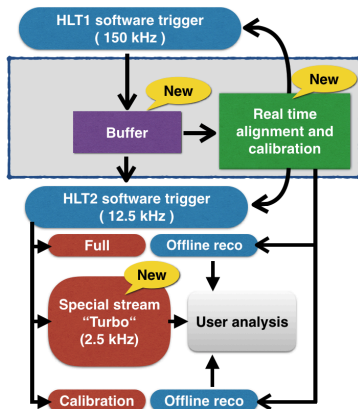 HLT1 software trigger
( 150 kHz)
New
New
Buffer
Real time
alignment and
calibration
HLT2 software trigger
( 12.5 kHz)
Full
Offline reco
New
Special stream
"Turbo"
(2.5 kHz)
User analysis
Calibration
Offline reco